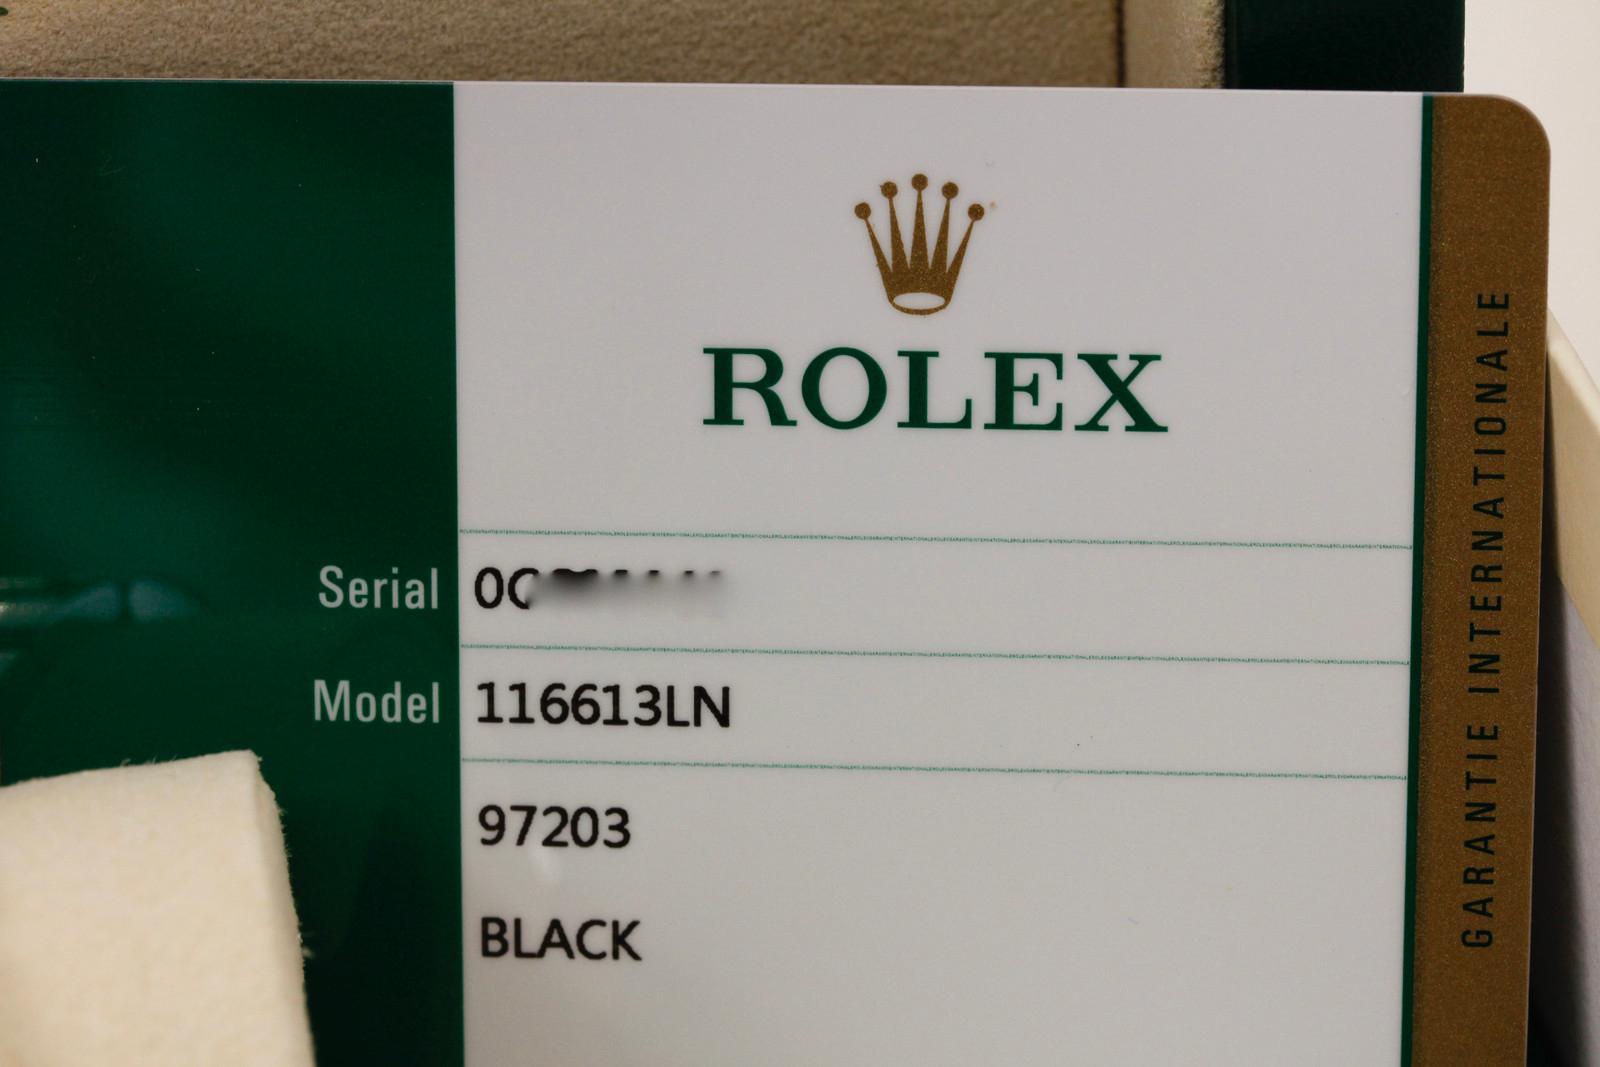 ROLEX
Serial
Model 116613LN
97203
BLACK
GARANTIE INTERNATIONALE